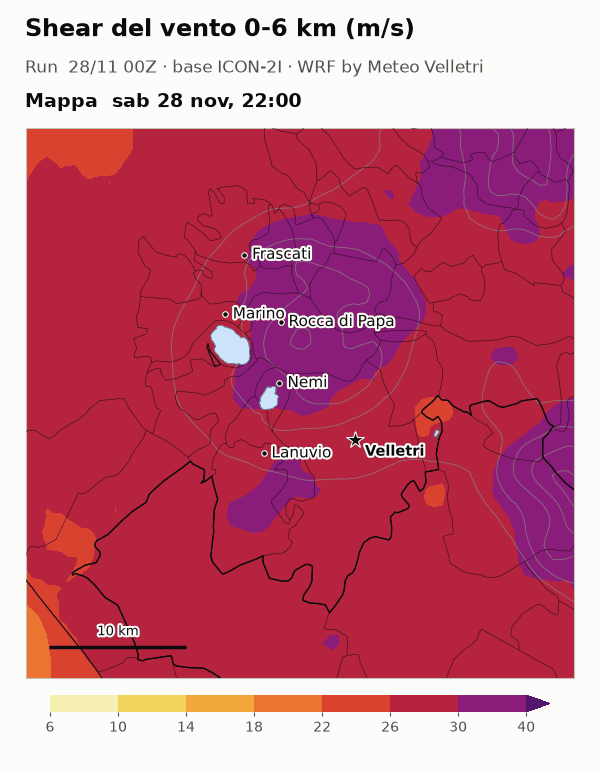 Shear del vento 0-6 km (m/s)
Run  28/11 00Z · base ICON-2I · WRF by Meteo Velletri
Mappa  sab 28 nov, 22:00
Frascati
Marino
Rocca di Papa
Nemi
Velletri
Lanuvio
10 km
6 10 14 18 22 26 30 40